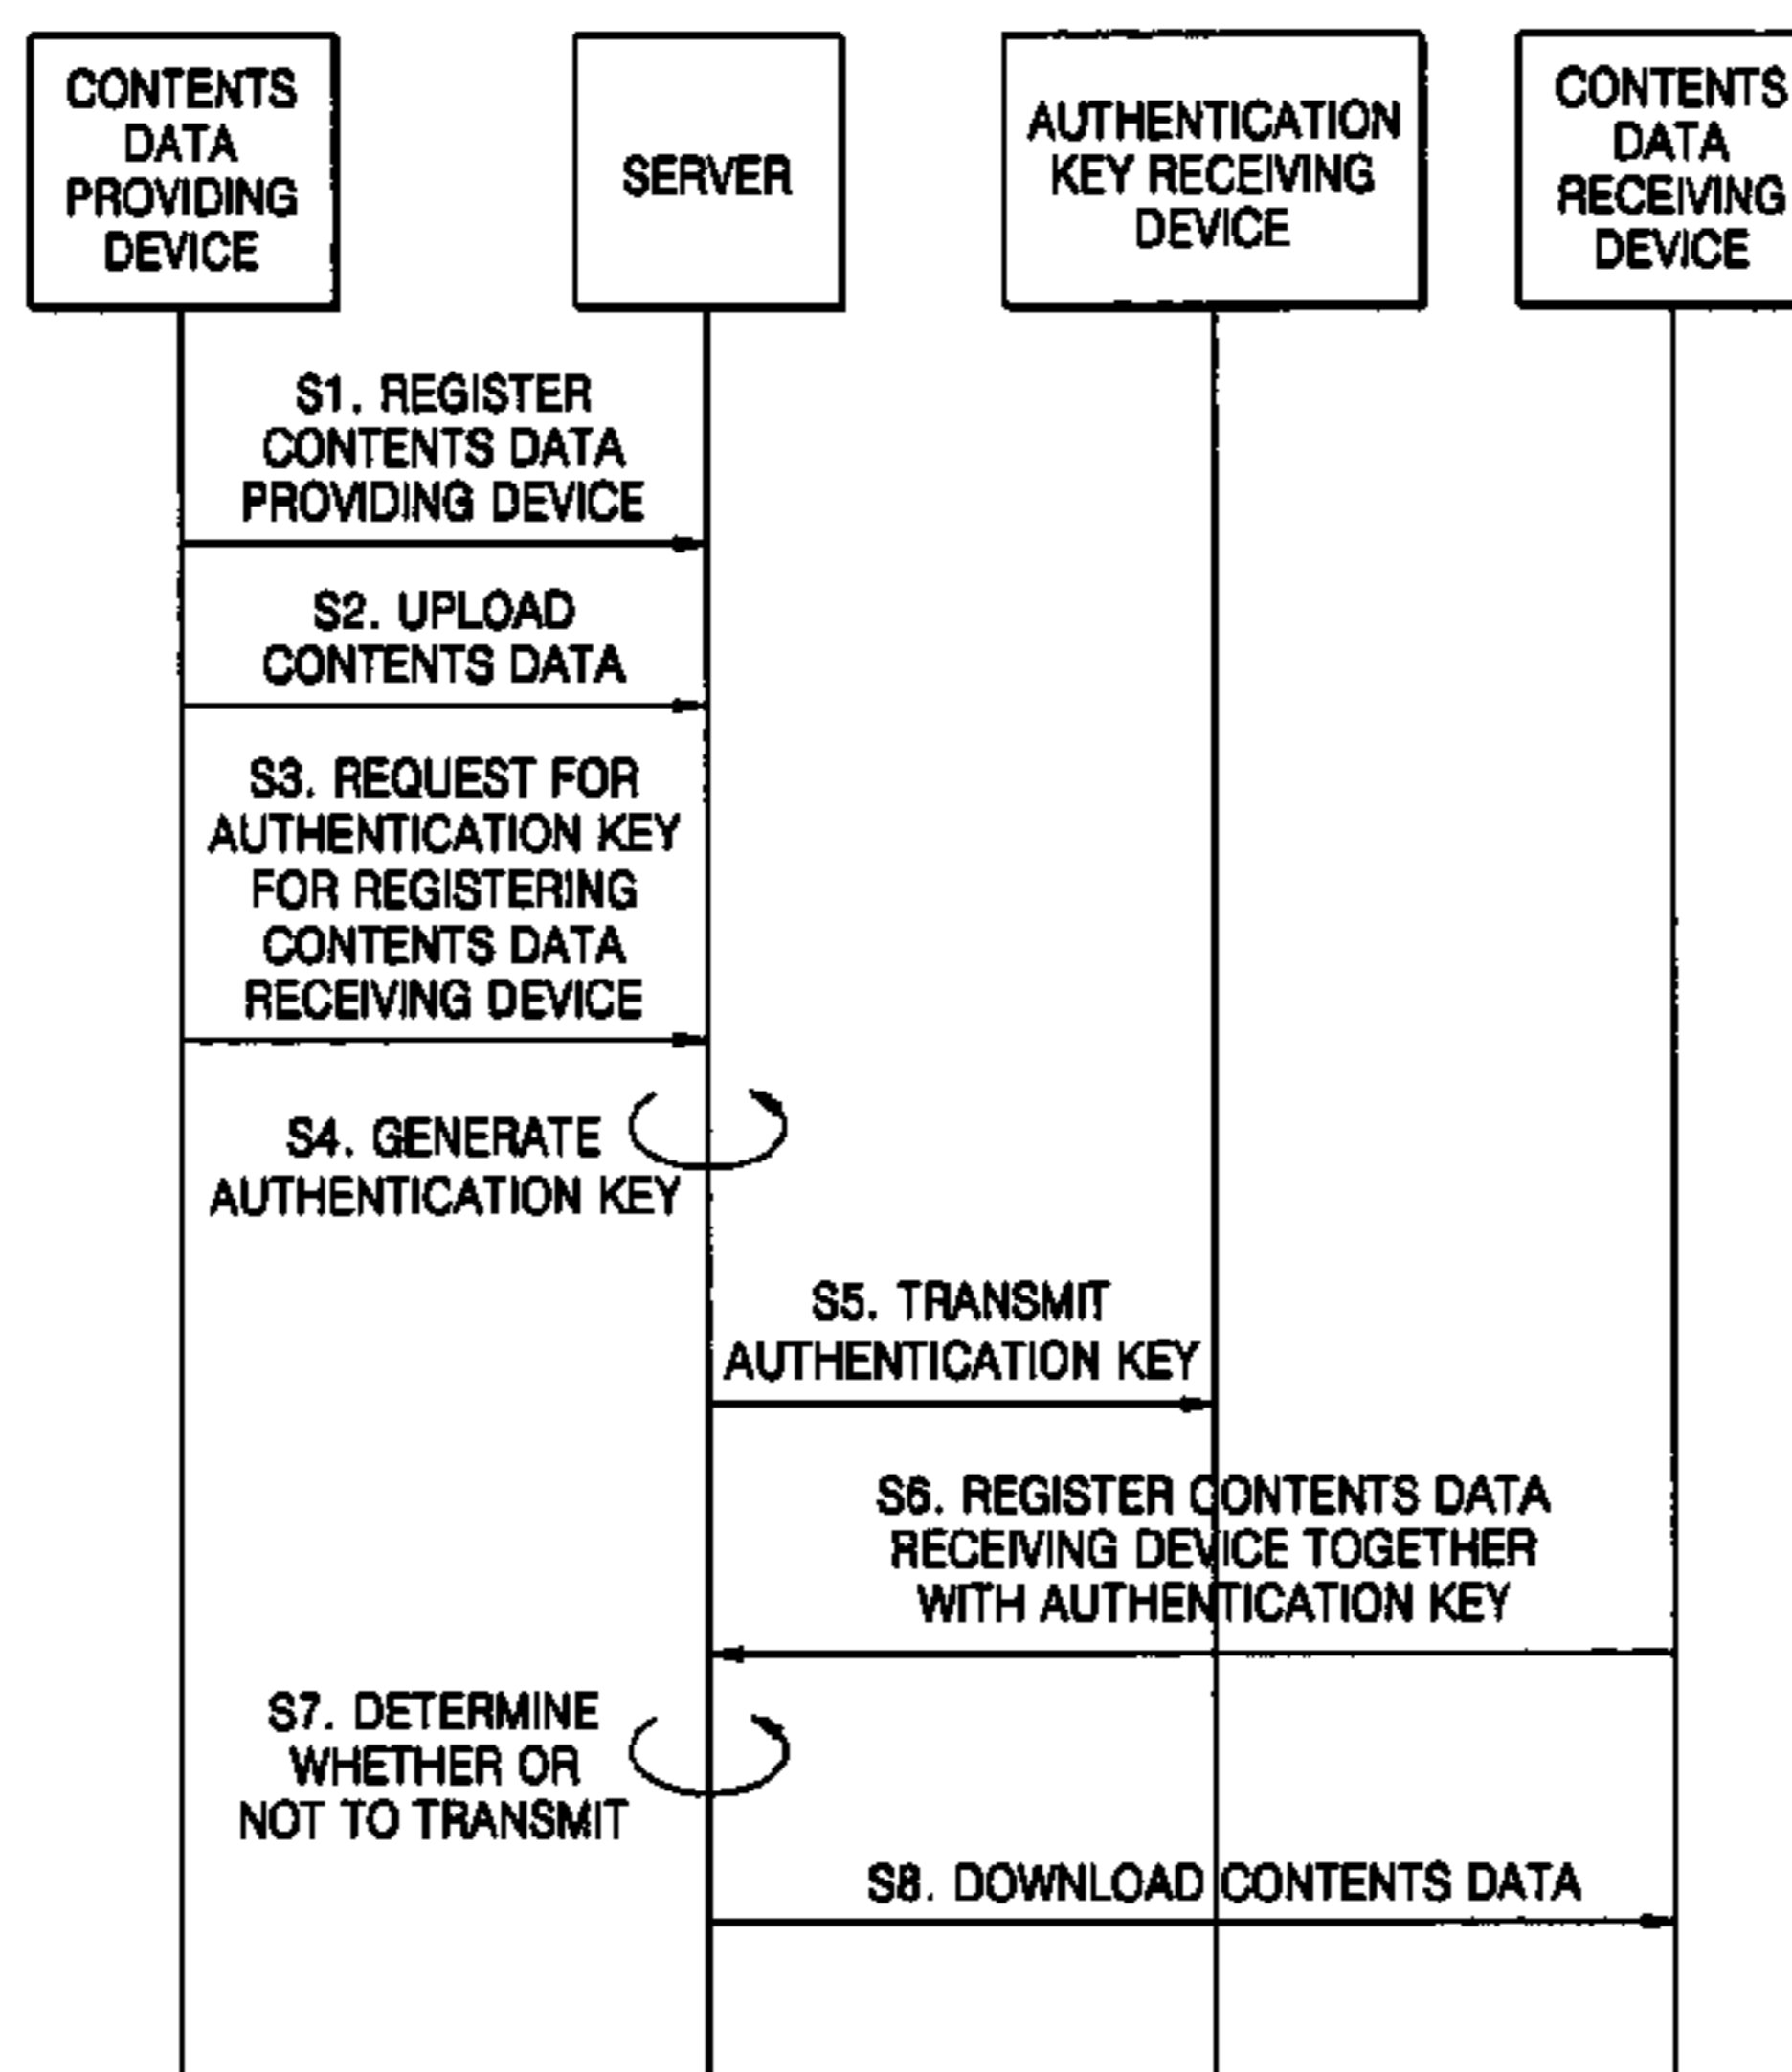 CONTENTS
DATA
PROVIDING
DEVICE
SERVER
AUTHENTICATION
KEY RECEIVING
DEVICE
CONTENTS
DATA
RECEIVING
DEVICE
S1. REGISTER
CONTENTS DATA
PROVIDING DEVICE
S2. UPLOAD
CONTENTS DATA
S3. REQUEST FOR
AUTHENTICATION KEY
FOR REGISTERING
CONTENTS DATA
RECEIVING DEVICE
S4. GENERATE
AUTHENTICATION KEY
S5. TRANSMIT
AUTHENTICATION KEY
S6. REGISTER CONTENTS DATA
RECEIVING DEVICE TOGETHER
WITH AUTHENTICATION KEY
S7. DETERMINE
WHETHER OR
NOT TO TRANSMIT
S8. DOWNLOAD CONTENTS DATA